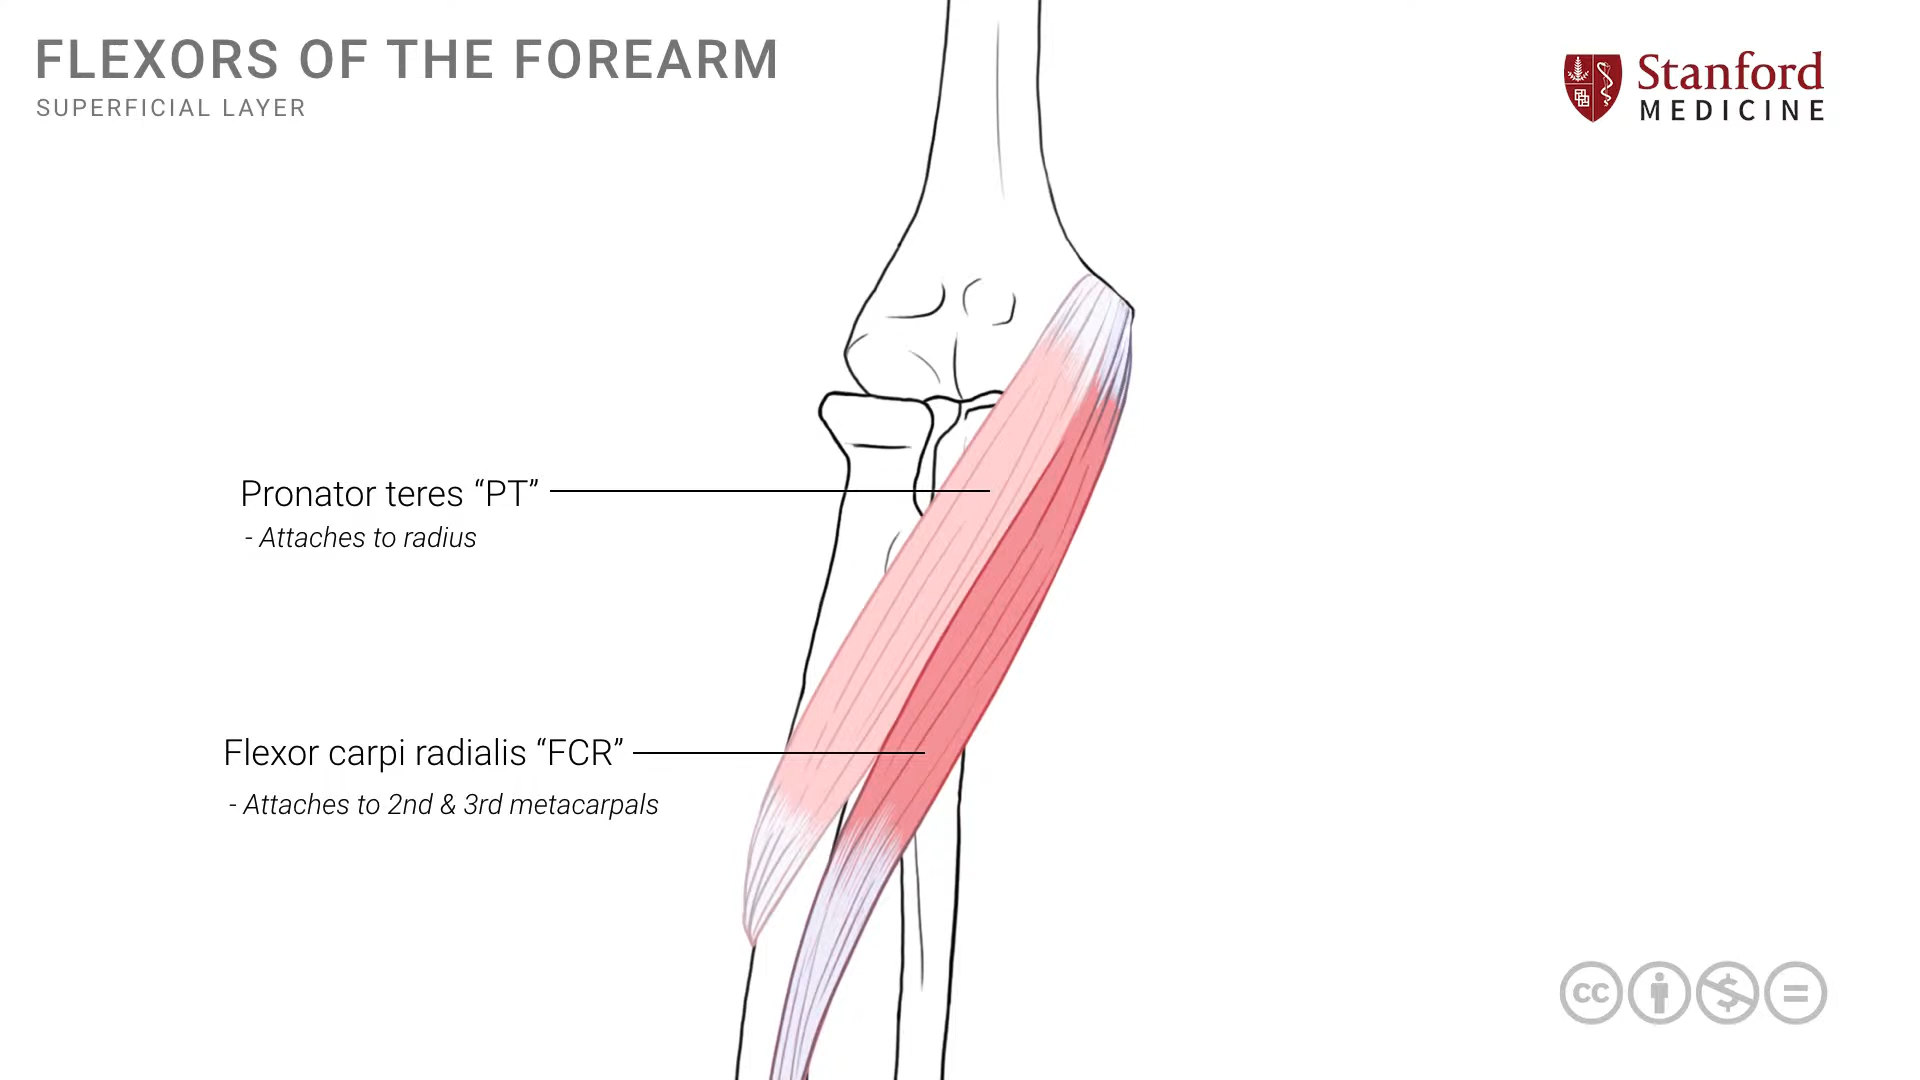 FLEXORS OF THE FOREARM
SUPERFICIAL LAYER
Stanford
MEDICINE
Pronator teres “PT”
- Attaches to radius
Flexor carpi radialis “FCR”
- Attaches to 2nd & 3rd metacarpals
cc